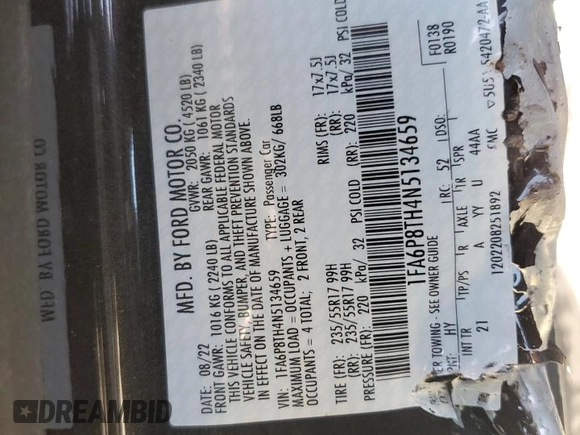 MFD. BY FORD MOTOR CO.
DATE: 08/22 GVWR: 2050 KG ( 4520 LB)
FRONT GAWR: 1016 KG ( 2240 LB) REAR GAWR: 1061 KG ( 2340 LB)
THIS VEHICLE CONFORMS TO ALL APPLICABLE FEDERAL MOTOR
VEHICLE SAFETY, BUMPER, AND THEFT PREVENTION STANDARDS
IN EFFECT ON THE DATE OF MANUFACTURE SHOWN ABOVE.
VIN: 1FA6P8TH4N5134659 TYPE: Passenger Car
MAXIMUM LOAD = OCCUPANTS + LUGGAGE = 302KG/ 668LB
OCCUPANTS = 4 TOTAL; 2 FRONT, 2 REAR
TIRE (FR): 235/55R17 99H RIMS (FR): 17x7.5J
(RR): 235/55R17 99H (RR): 17x7.5J
PRESSURE (FR): 220 kPa/ 32 PSI COLD (RR): 220 kPa/ 32 PSI COLD
1FA6P8TH4N5134659 F0138
R0190
PER TOWING - SEE OWNER GUIDE
EXT PNT: HY RC: 52 DSO:
INT TR TP/PS R AXLE TR SPR
21 A YY U 44AA
1202208251892 FMC
MFD. BY FORD MOTOR CO
DREAMBID